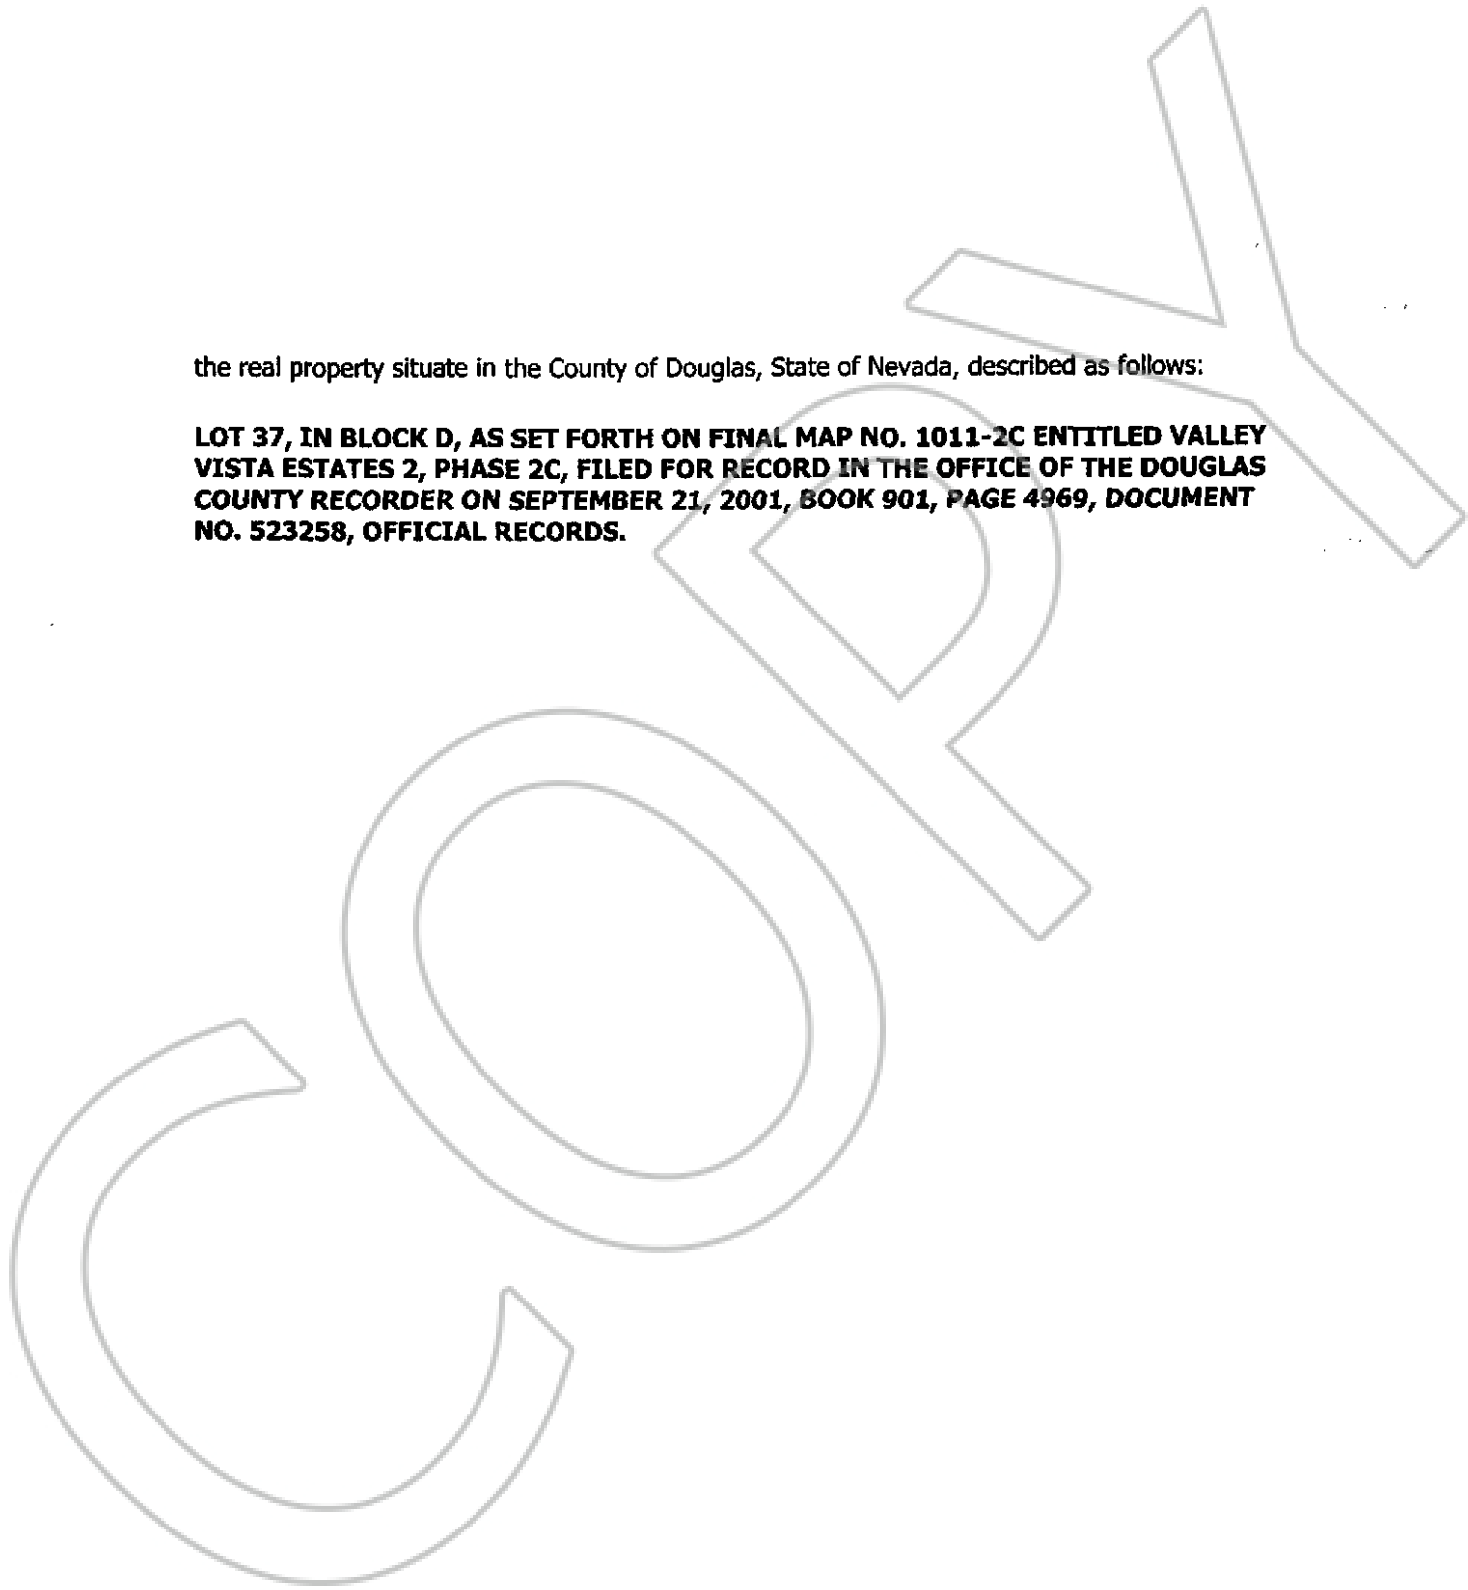 the real property situate in the County of Douglas, State of Nevada, described as follows:
LOT 37, IN BLOCK D, AS SET FORTH ON FINAL MAP NO. 1011-2C ENTITLED VALLEY
VISTA ESTATES 2, PHASE 2C, FILED FOR RECORD IN THE OFFICE OF THE DOUGLAS
COUNTY RECORDER ON SEPTEMBER 21, 2001, BOOK 901, PAGE 4969, DOCUMENT
NO. 523258, OFFICIAL RECORDS.
COPY